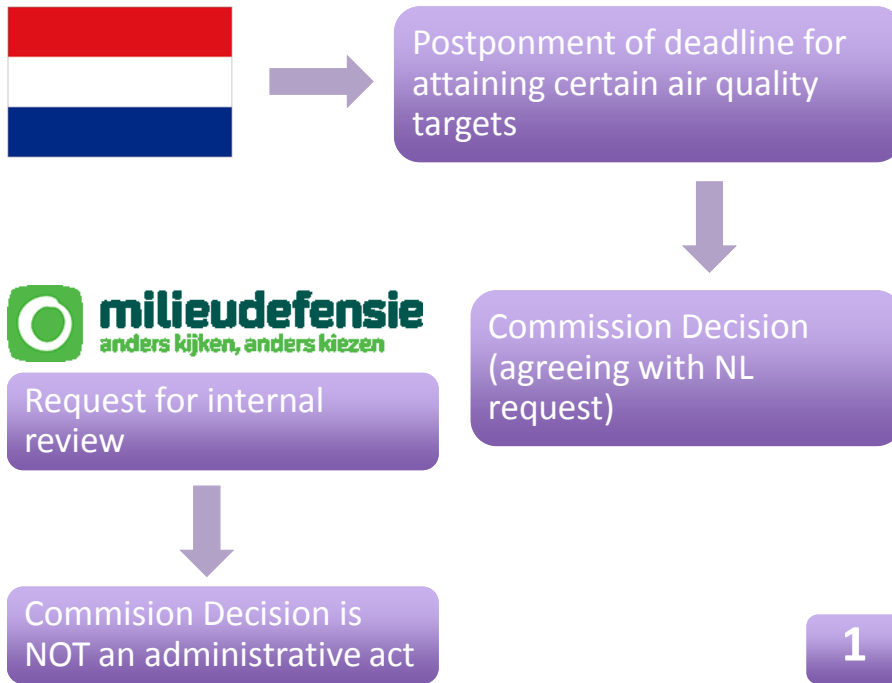 Postponment of deadline for
attaining certain air quality
targets
milieudefensie
anders kijken, anders kiezen
Commission Decision
(agreeing with NL
request)
Request for internal
review
Commision Decision is
NOT an administrative act
1